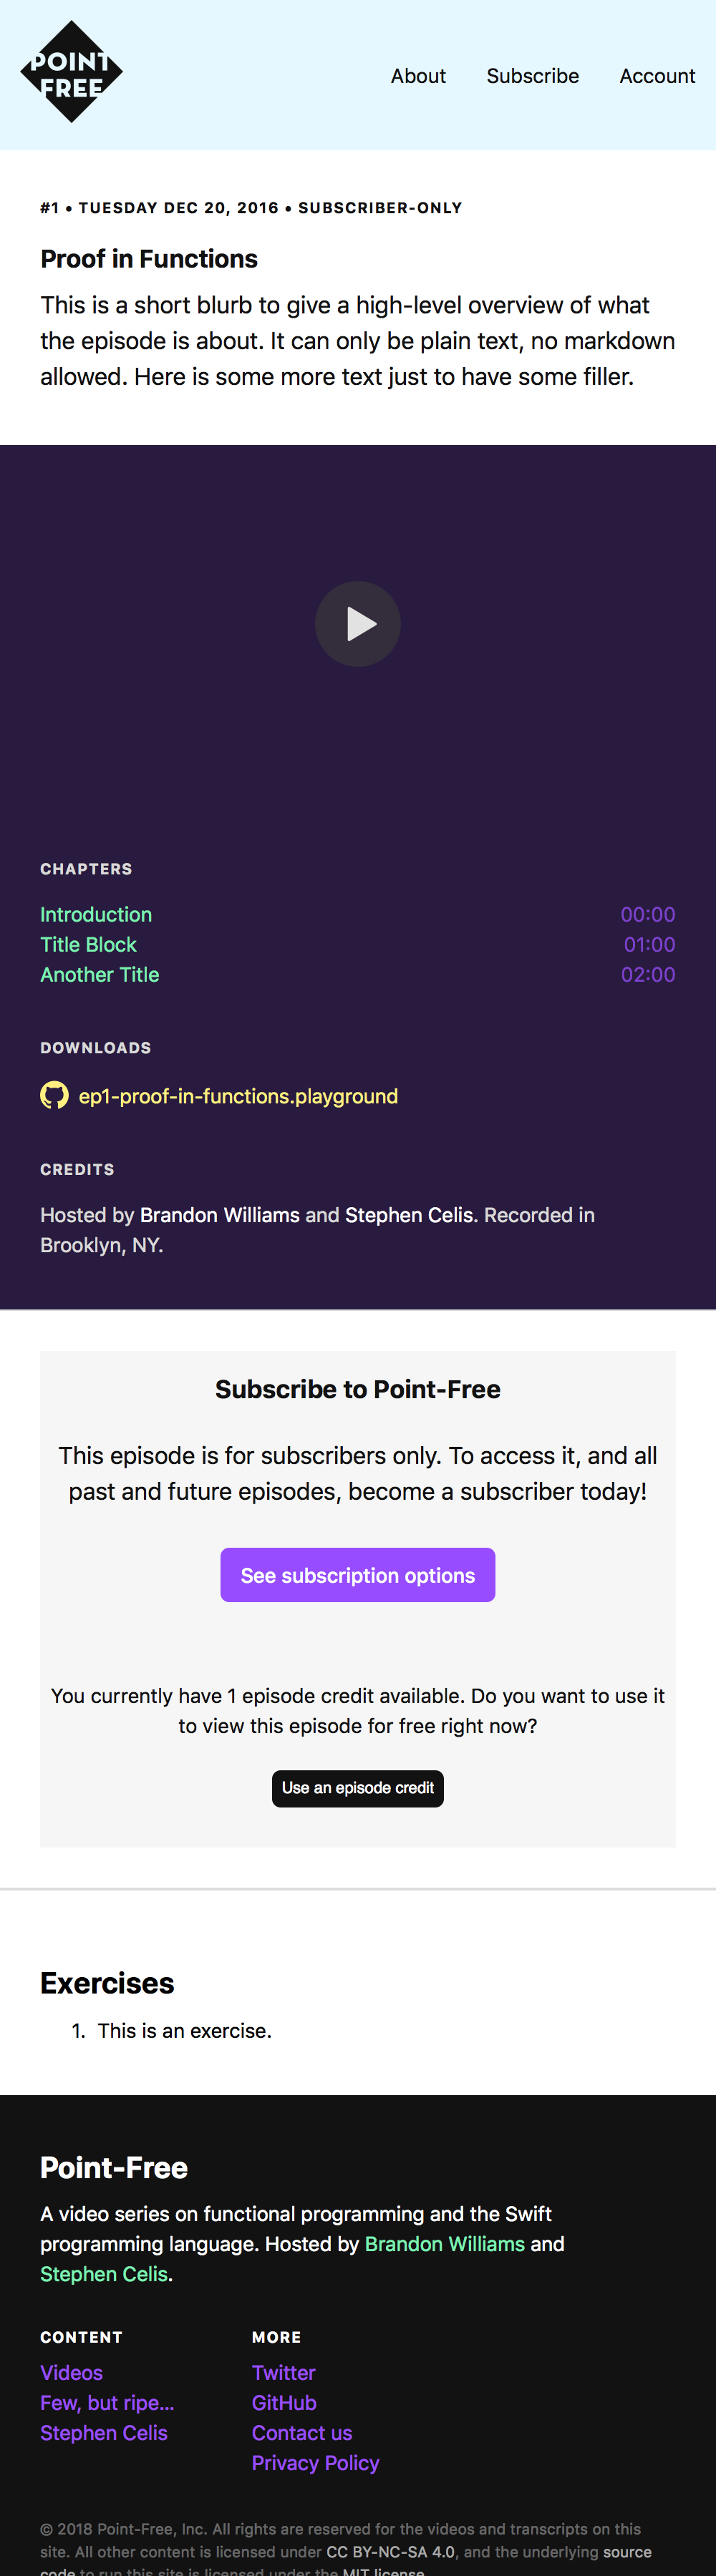 POINT
FREE
About Subscribe Account
#1 • TUESDAY DEC 20, 2016 • SUBSCRIBER-ONLY
Proof in Functions
This is a short blurb to give a high-level overview of what
the episode is about. It can only be plain text, no markdown
allowed. Here is some more text just to have some filler.
CHAPTERS
Introduction 00:00
Title Block 01:00
Another Title 02:00
DOWNLOADS
ep1-proof-in-functions.playground
CREDITS
Hosted by Brandon Williams and Stephen Celis. Recorded in
Brooklyn, NY.
Subscribe to Point-Free
This episode is for subscribers only. To access it, and all
past and future episodes, become a subscriber today!
See subscription options
You currently have 1 episode credit available. Do you want to use it
to view this episode for free right now?
Use an episode credit
Exercises
1. This is an exercise.
Point-Free
A video series on functional programming and the Swift
programming language. Hosted by Brandon Williams and
Stephen Celis.
CONTENT
Videos
Few, but ripe...
Stephen Celis
MORE
Twitter
GitHub
Contact us
Privacy Policy
© 2018 Point-Free, Inc. All rights are reserved for the videos and transcripts on this
site. All other content is licensed under CC BY-NC-SA 4.0, and the underlying source
code to run this site is licensed under the MIT license